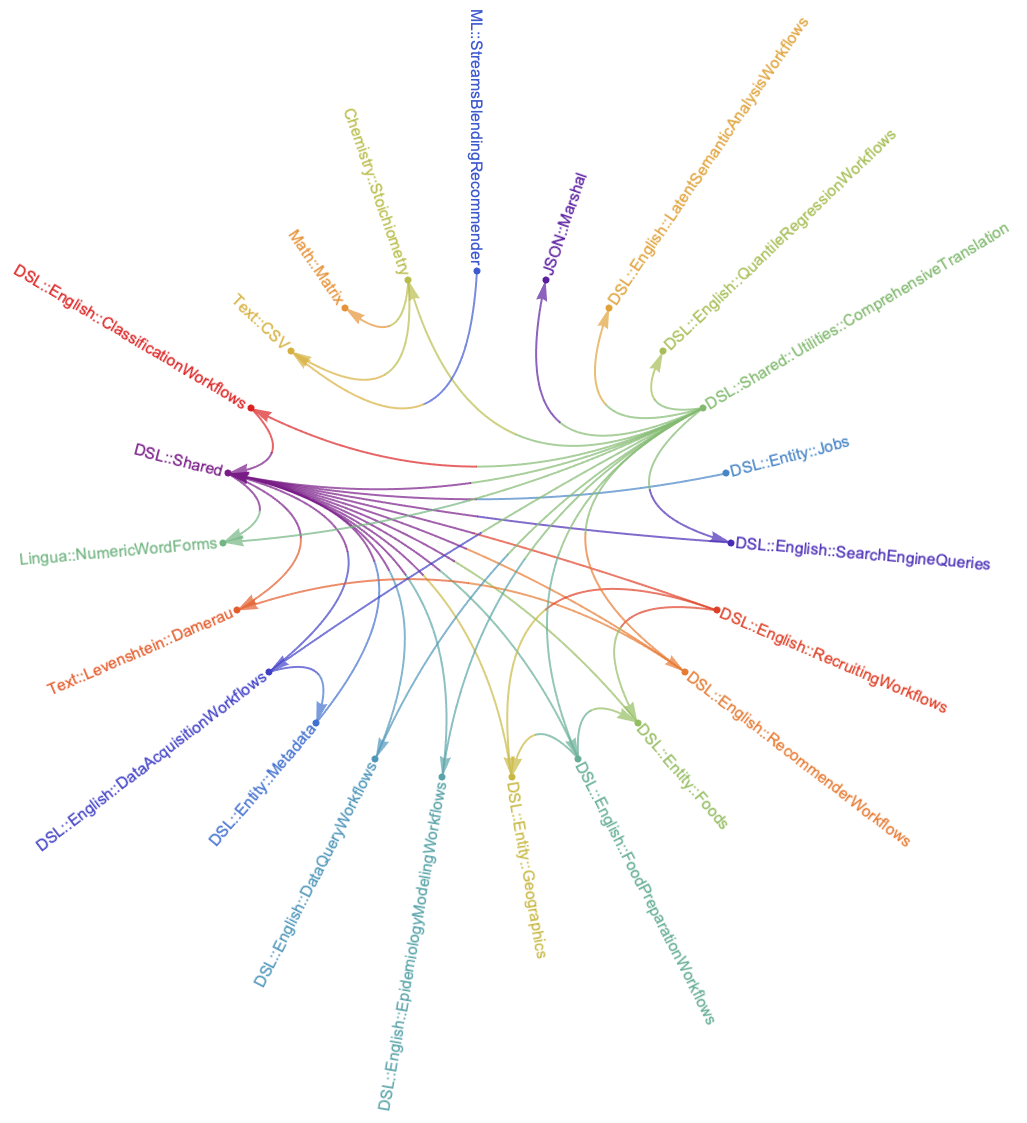 ML::StreamsBlendingRecommender
DSL::English::LatentSemanticAnalysisWorkflows
Chemistry::Stoichiometry
DSL::English::QuantileRegressionWorkflows
JSON::Marshal
Math::Matrix
DSL::Shared::Utilities::ComprehensiveTranslation
Text::CSV
DSL::English::ClassificationWorkflows
DSL::Shared
DSL::Entity::Jobs
Lingua::NumericWordForms
DSL::English::SearchEngineQueries
Text::Levenshtein::Damerau
DSL::English::RecruitingWorkflows
DSL::English::DataAcquisitionWorkflows
DSL::English::RecommenderWorkflows
DSL::Entity::Metadata
DSL::Entity::Foods
DSL::English::DataQueryWorkflows
DSL::English::EpidemiologyModelingWorkflows
DSL::Entity::Geographics
DSL::English::FoodPreparationWorkflows